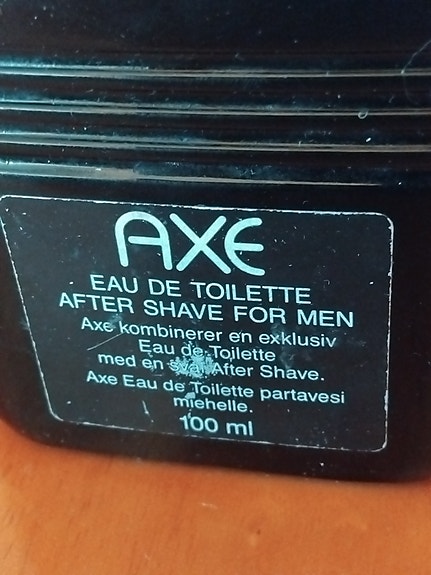 AXE
EAU DE TOILETTE
AFTER SHAVE FOR MEN
Axe kombinerer en exklusiv
Eau de Toilette
med en sval After Shave.
Axe Eau de Toilette partavesi
miehelle.
100 ml